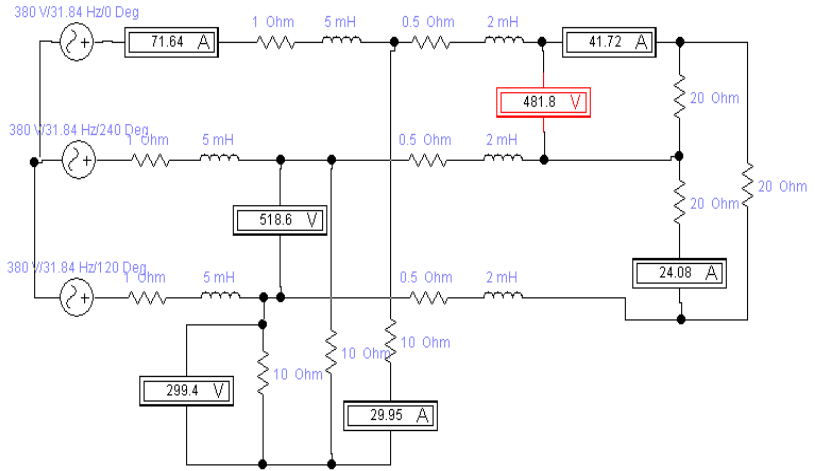 380 V/31.84 Hz/0 Deg
1 Ohm
5 mH
0.5 Ohm
2 mH
71.64 A
41.72 A
481.8 V
20 Ohm
380 V/31.84 Hz/240 Deg
1 Ohm
5 mH
0.5 Ohm
2 mH
20 Ohm
20 Ohm
518.6 V
380 V/31.84 Hz/120 Deg
1 Ohm
5 mH
0.5 Ohm
2 mH
24.08 A
10 Ohm
10 Ohm
10 Ohm
299.4 V
29.95 A